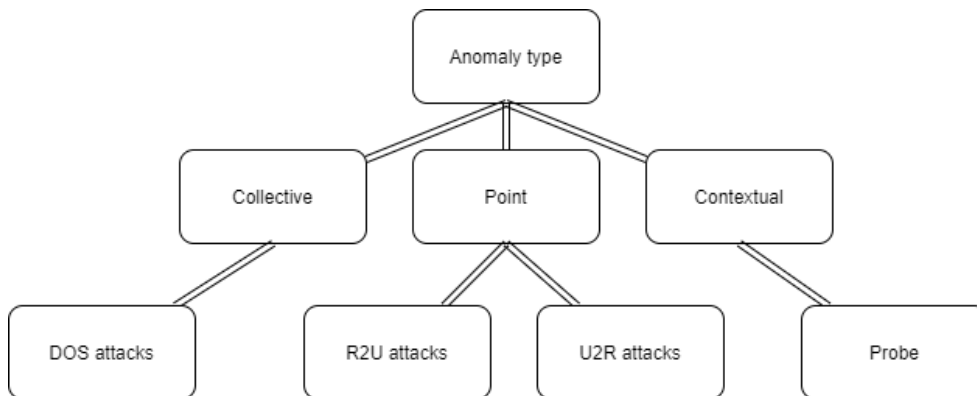 Anomaly type
Collective
Point
Contextual
DOS attacks
R2U attacks
U2R attacks
Probe